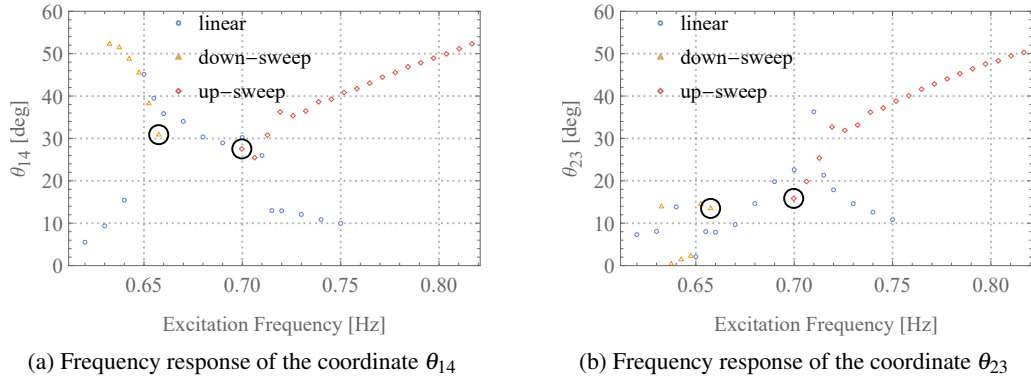 60
50
40
30
20
10
0
θ14 [deg]
linear
down-sweep
up-sweep
0.65 0.70 0.75 0.80
Excitation Frequency [Hz]
(a) Frequency response of the coordinate θ14
60
50
40
30
20
10
0
θ23 [deg]
linear
down-sweep
up-sweep
0.65 0.70 0.75 0.80
Excitation Frequency [Hz]
(b) Frequency response of the coordinate θ23